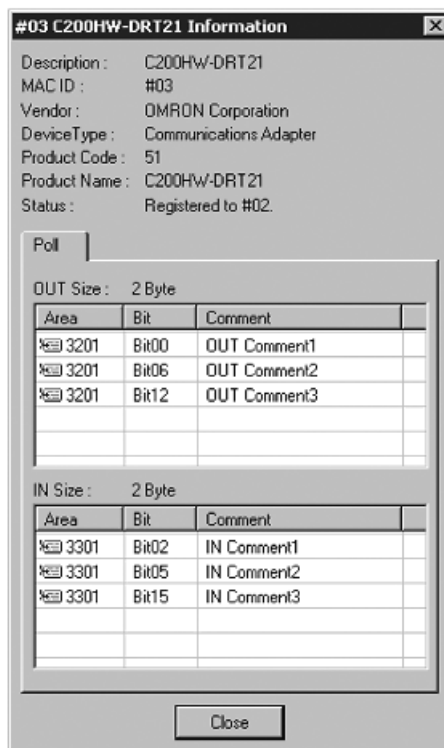 #03 C200HW-DRT21 Information
Description : C200HW-DRT21
MAC ID : #03
Vendor : OMRON Corporation
DeviceType : Communications Adapter
Product Code : 51
Product Name : C200HW-DRT21
Status : Registered to #02.
Poll
OUT Size : 2 Byte
Area Bit Comment
3201 Bit00 OUT Comment1
3201 Bit06 OUT Comment2
3201 Bit12 OUT Comment3
IN Size : 2 Byte
Area Bit Comment
3301 Bit02 IN Comment1
3301 Bit05 IN Comment2
3301 Bit15 IN Comment3
Close